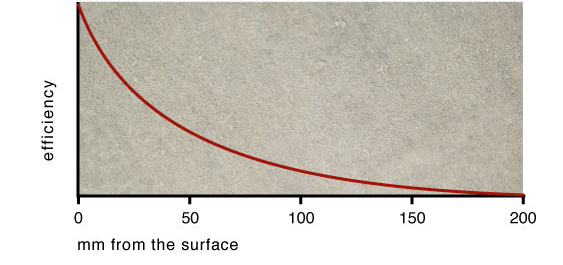 efficiency
0 50 100 150 200
mm from the surface